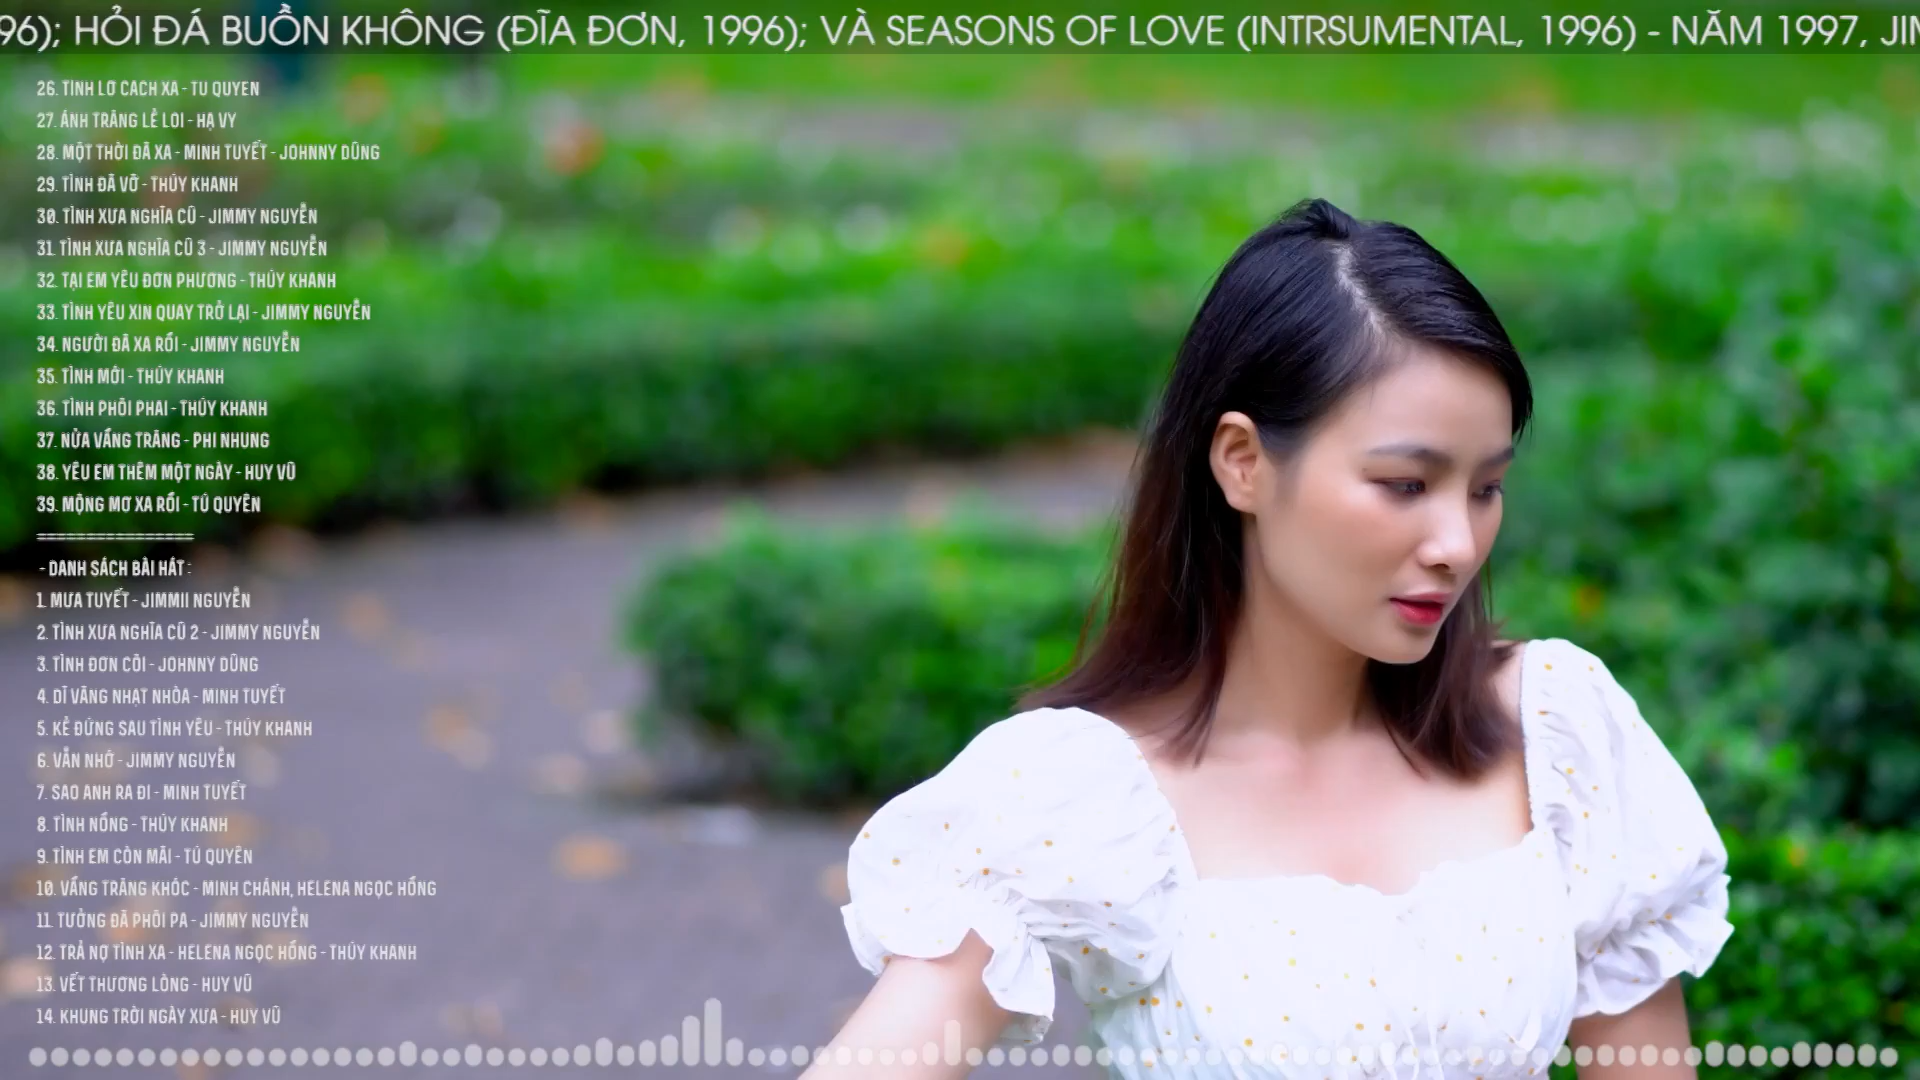 96); HỎI ĐÁ BUỒN KHÔNG (ĐĨA ĐƠN, 1996); VÀ SEASONS OF LOVE (INTRSUMENTAL, 1996) - NĂM 1997, JIM
26. TÌNH LỠ CÁCH XA - TÚ QUYÊN
27. ÁNH TRĂNG LẺ LOI - HẠ VY
28. MỘT THỜI ĐÃ XA - MINH TUYẾT - JOHNNY DŨNG
29. TÌNH ĐÃ VỠ - THÚY KHANH
30. TÌNH XƯA NGHĨA CŨ - JIMMY NGUYỄN
31. TÌNH XƯA NGHĨA CŨ 3 - JIMMY NGUYỄN
32. TẠI EM YÊU ĐƠN PHƯƠNG - THÚY KHANH
33. TÌNH YÊU XIN QUAY TRỞ LẠI - JIMMY NGUYỄN
34. NGƯỜI ĐÃ XA RỒI - JIMMY NGUYỄN
35. TÌNH MỚI - THÚY KHANH
36. TÌNH PHÔI PHAI - THÚY KHANH
37. NỬA VẦNG TRĂNG - PHI NHUNG
38. YÊU EM THÊM MỘT NGÀY - HUY VŨ
39. MỘNG MƠ XA RỒI - TÚ QUYÊN
================
- DANH SÁCH BÀI HÁT :
1. MƯA TUYẾT - JIMMII NGUYỄN
2. TÌNH XƯA NGHĨA CŨ 2 - JIMMY NGUYỄN
3. TÌNH ĐƠN CÔI - JOHNNY DŨNG
4. DĨ VÃNG NHẠT NHÒA - MINH TUYẾT
5. KẺ ĐỨNG SAU TÌNH YÊU - THÚY KHANH
6. VẪN NHỚ - JIMMY NGUYỄN
7. SAO ANH RA ĐI - MINH TUYẾT
8. TÌNH NỒNG - THÚY KHANH
9. TÌNH EM CÒN MÃI - TÚ QUYÊN
10. VẦNG TRĂNG KHÓC - MINH CHÁNH, HELENA NGỌC HỒNG
11. TƯỞNG ĐÃ PHÔI PA - JIMMY NGUYỄN
12. TRẢ NỢ TÌNH XA - HELENA NGỌC HỒNG - THÚY KHANH
13. VẾT THƯƠNG LÒNG - HUY VŨ
14. KHUNG TRỜI NGÀY XƯA - HUY VŨ